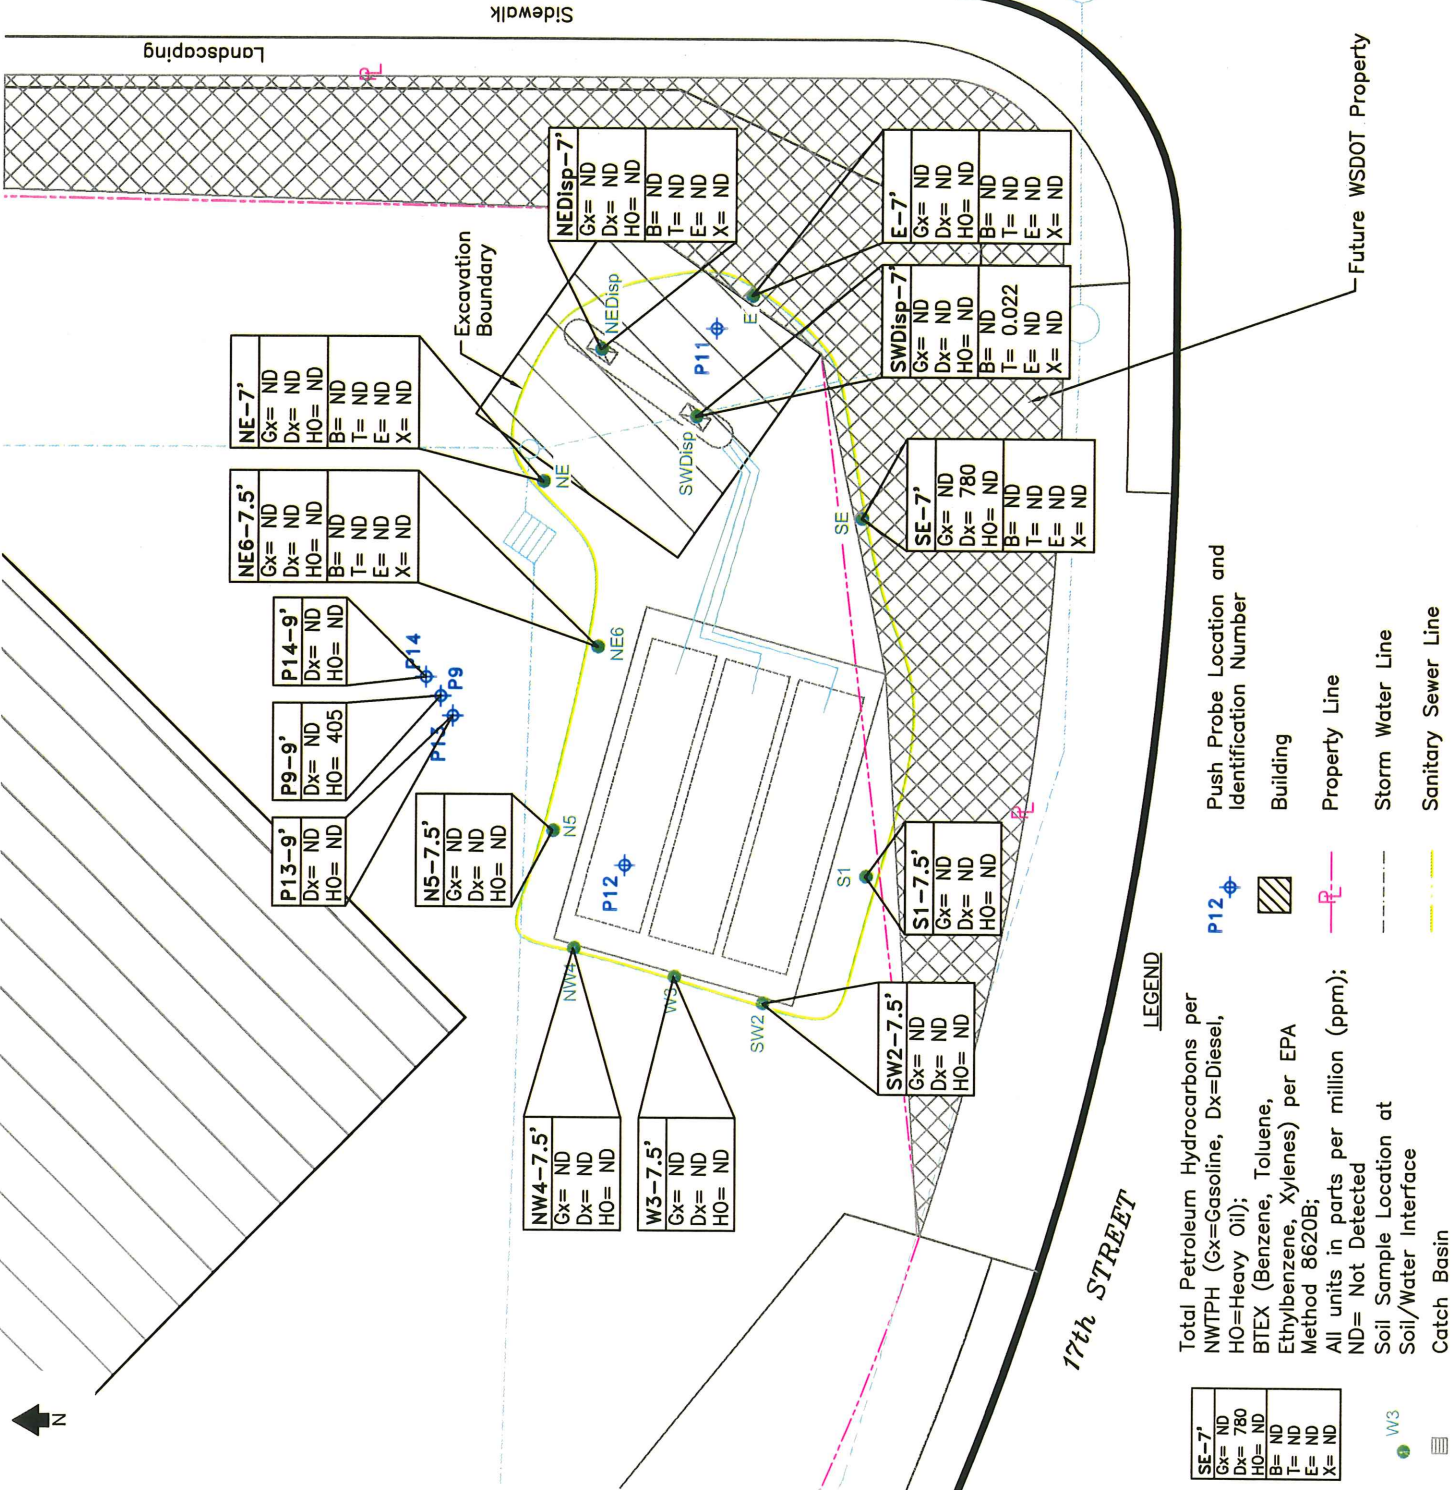 Sidewalk
Landscaping
PL
N
Excavation
Boundary
NEDisp-7'
Gx= ND
Dx= ND
HO= ND
B= ND
T= ND
E= ND
X= ND
E-7'
Gx= ND
Dx= ND
HO= ND
B= ND
T= ND
E= ND
X= ND
SWDisp-7'
Gx= ND
Dx= ND
HO= ND
B= ND
T= 0.022
E= ND
X= ND
NE-7'
Gx= ND
Dx= ND
HO= ND
B= ND
T= ND
E= ND
X= ND
NE6-7.5'
Gx= ND
Dx= ND
HO= ND
B= ND
T= ND
E= ND
X= ND
SE-7'
Gx= ND
Dx= 780
HO= ND
B= ND
T= ND
E= ND
X= ND
P14-9'
Dx= ND
HO= ND
P9-9'
Dx= ND
HO= 405
P13-9'
Dx= ND
HO= ND
N5-7.5'
Gx= ND
Dx= ND
HO= ND
S1-7.5'
Gx= ND
Dx= ND
HO= ND
SW2-7.5'
Gx= ND
Dx= ND
HO= ND
NW4-7.5'
Gx= ND
Dx= ND
HO= ND
W3-7.5'
Gx= ND
Dx= ND
HO= ND
NEDisp
P11
E
SWDisp
NE
SE
NE6
P14
P9
P13
N5
P12
S1
NW4
W3
SW2
PL
Future WSDOT Property
17th STREET
LEGEND
SE-7'
Gx= ND
Dx= 780
HO= ND
B= ND
T= ND
E= ND
X= ND
Total Petroleum Hydrocarbons per
NWTPH (Gx=Gasoline, Dx=Diesel,
HO=Heavy Oil);
BTEX (Benzene, Toluene,
Ethylbenzene, Xylenes) per EPA
Method 8620B;
All units in parts per million (ppm);
ND= Not Detected
W3
Soil Sample Location at
Soil/Water Interface
Catch Basin
P12
Push Probe Location and
Identification Number
Building
PL
Property Line
Storm Water Line
Sanitary Sewer Line